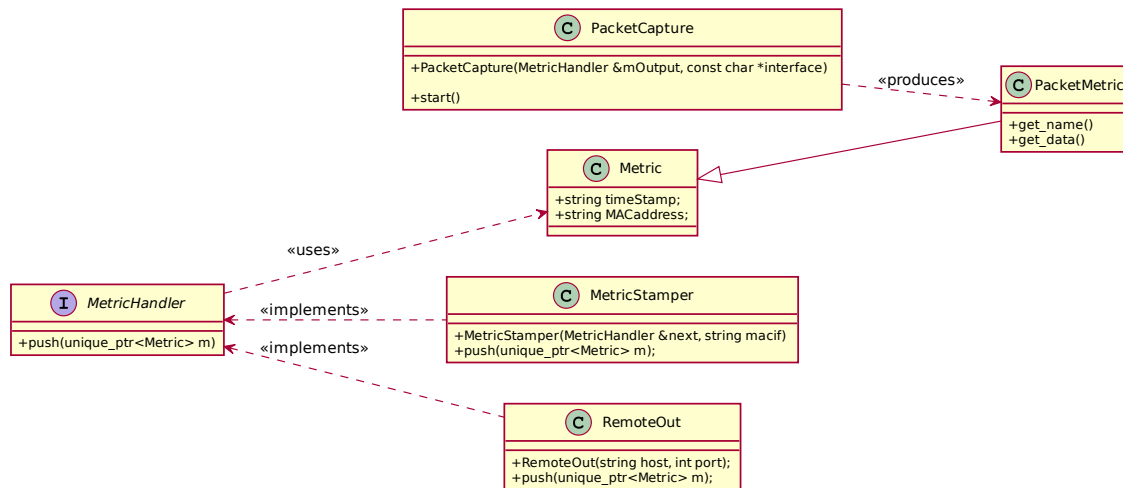 C PacketCapture
+PacketCapture(MetricHandler &mOutput, const char *interface)
+start()
«produces»
C PacketMetric
+get_name()
+get_data()
C Metric
+string timeStamp;
+string MACaddress;
«uses»
I MetricHandler
+push(unique_ptr<Metric> m)
«implements»
C MetricStamper
+MetricStamper(MetricHandler &next, string macif)
+push(unique_ptr<Metric> m);
«implements»
C RemoteOut
+RemoteOut(string host, int port);
+push(unique_ptr<Metric> m);